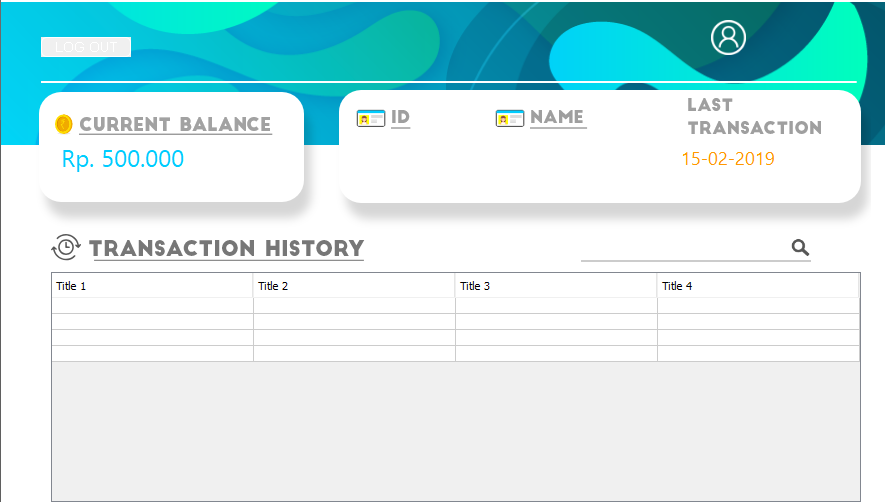 LOG OUT
CURRENT BALANCE
Rp. 500.000
ID
NAME
LAST
TRANSACTION
15-02-2019
TRANSACTION HISTORY
Title 1 Title 2 Title 3 Title 4